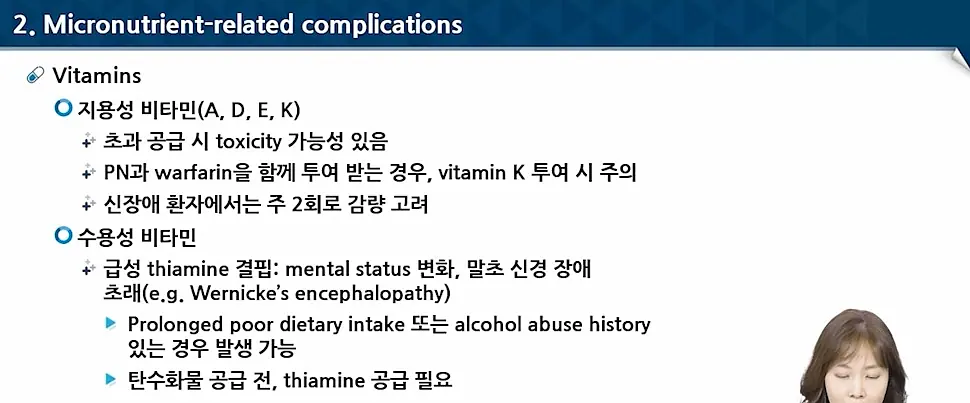 2. Micronutrient-related complications
Vitamins
지용성 비타민(A, D, E, K)
초과 공급 시 toxicity 가능성 있음
PN과 warfarin을 함께 투여 받는 경우, vitamin K 투여 시 주의
신장애 환자에서는 주 2회로 감량 고려
수용성 비타민
급성 thiamine 결핍: mental status 변화, 말초 신경 장애
초래(e.g. Wernicke's encephalopathy)
Prolonged poor dietary intake 또는 alcohol abuse history
있는 경우 발생 가능
탄수화물 공급 전, thiamine 공급 필요